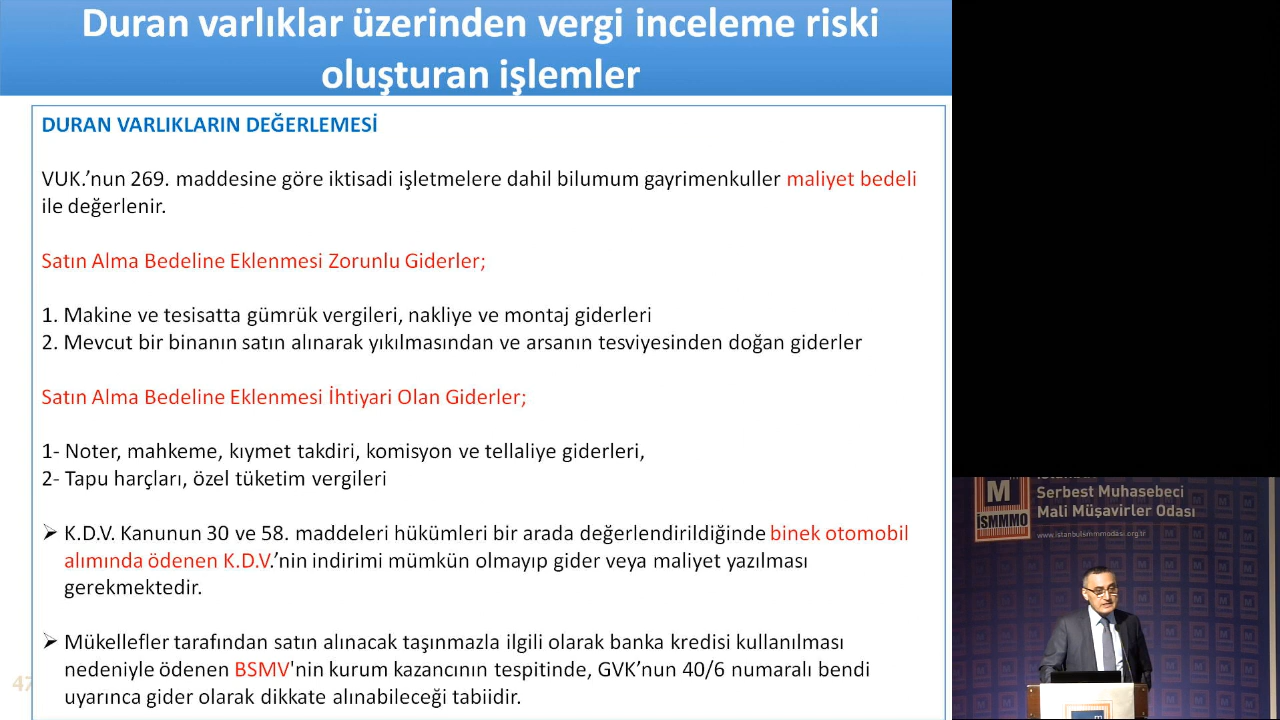 Duran varlıklar üzerinden vergi inceleme riski
oluşturan işlemler
DURAN VARLIKLARIN DEĞERLEMESİ
VUK.’nun 269. maddesine göre iktisadi işletmelere dahil bilumum gayrimenkuller maliyet bedeli
ile değerlenir.
Satın Alma Bedeline Eklenmesi Zorunlu Giderler;
1. Makine ve tesisatta gümrük vergileri, nakliye ve montaj giderleri
2. Mevcut bir binanın satın alınarak yıkılmasından ve arsanın tesviyesinden doğan giderler
Satın Alma Bedeline Eklenmesi İhtiyari Olan Giderler;
1- Noter, mahkeme, kıymet takdiri, komisyon ve tellaliye giderleri,
2- Tapu harçları, özel tüketim vergileri
➢ K.D.V. Kanunun 30 ve 58. maddeleri hükümleri bir arada değerlendirildiğinde binek otomobil
alımında ödenen K.D.V.’nin indirimi mümkün olmayıp gider veya maliyet yazılması
gerekmektedir.
➢ Mükellefler tarafından satın alınacak taşınmazla ilgili olarak banka kredisi kullanılması
nedeniyle ödenen BSMV'nin kurum kazancının tespitinde, GVK’nun 40/6 numaralı bendi
uyarınca gider olarak dikkate alınabileceği tabiidir.
47
M
İSMMMO
Serbest Muhasebeci
Mali Müşavirler Odası
www.istanbulsmmmodasi.org.tr